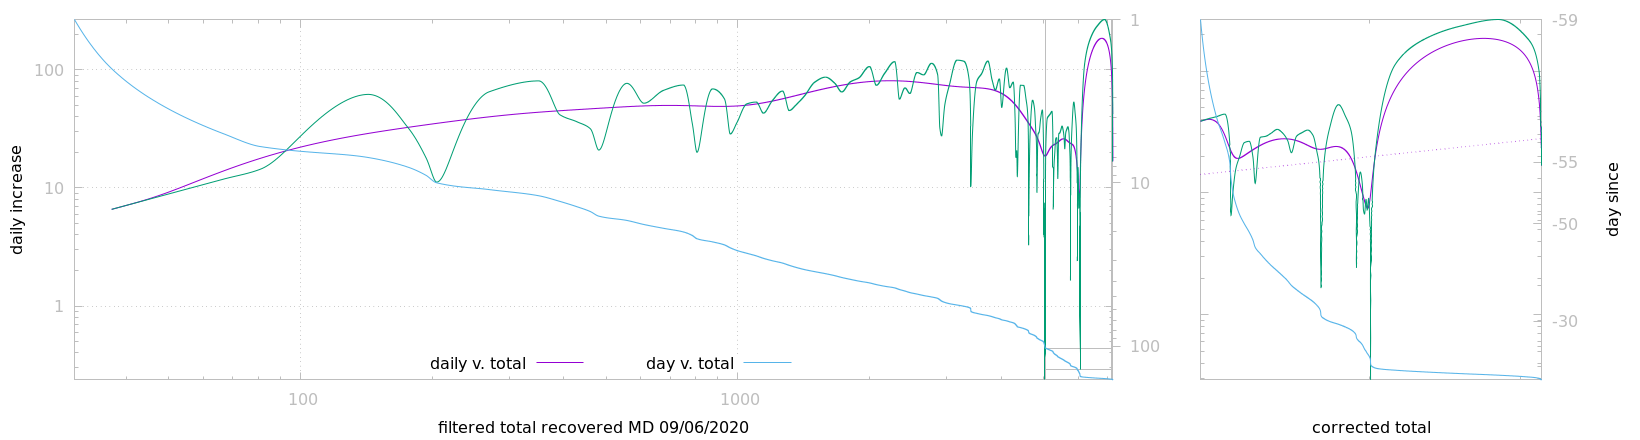 daily increase
100
10
1
100
1000
daily v. total
day v. total
filtered total recovered MD 09/06/2020
1
10
100
-59
-55
-50
-30
day since
corrected total